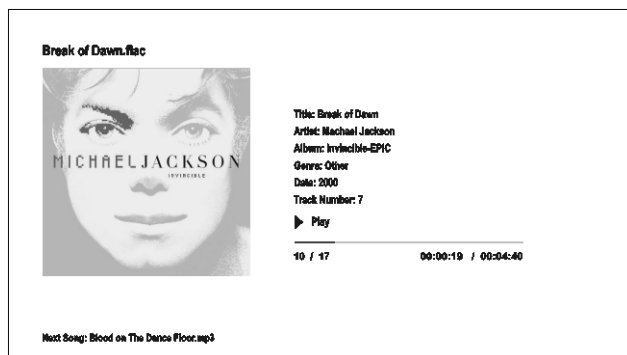 Break of Dawn.flac
MICHAELJACKSON
INVINCIBLE
Title: Break of Dawn
Artist: Machael Jackson
Album: Invincible-EPIC
Genre: Other
Date: 2000
Track Number: 7
Play
10 / 17 00:00:19 / 00:04:40
Next Song: Blood on The Dance Floor.mp3